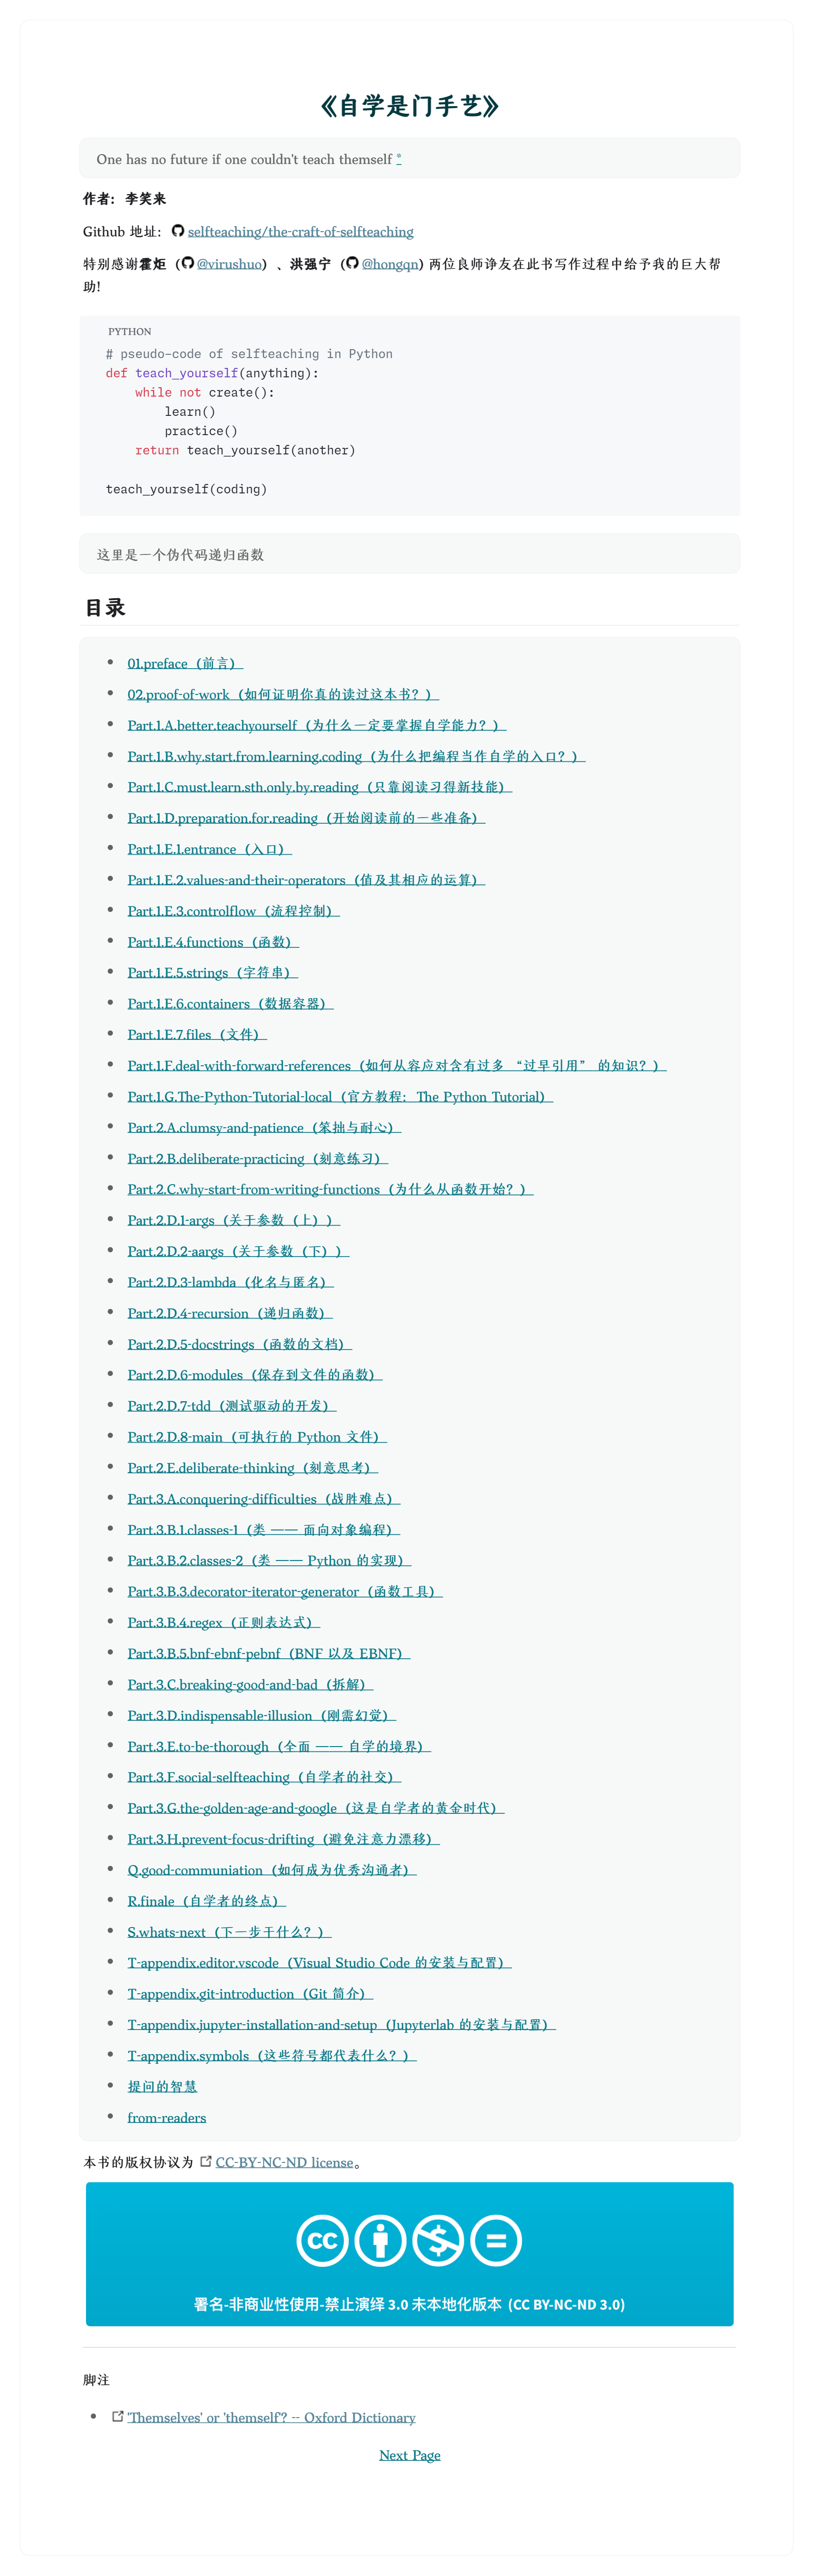 《自学是门手艺》
One has no future if one couldn't teach themself *
作者：李笑来
Github 地址： selfteaching/the-craft-of-selfteaching
特别感谢霍炬（@virushuo）、洪强宁（@hongqn) 两位良师诤友在此书写作过程中给予我的巨大帮
助!
PYTHON
# pseudo-code of selfteaching in Python
def teach_yourself(anything):
    while not create():
        learn()
        practice()
    return teach_yourself(another)

teach_yourself(coding)
这里是一个伪代码递归函数
目录
01.preface（前言）
02.proof-of-work（如何证明你真的读过这本书？）
Part.1.A.better.teachyourself（为什么一定要掌握自学能力？）
Part.1.B.why.start.from.learning.coding（为什么把编程当作自学的入口？）
Part.1.C.must.learn.sth.only.by.reading（只靠阅读习得新技能）
Part.1.D.preparation.for.reading（开始阅读前的一些准备）
Part.1.E.1.entrance（入口）
Part.1.E.2.values-and-their-operators（值及其相应的运算）
Part.1.E.3.controlflow（流程控制）
Part.1.E.4.functions（函数）
Part.1.E.5.strings（字符串）
Part.1.E.6.containers（数据容器）
Part.1.E.7.files（文件）
Part.1.F.deal-with-forward-references（如何从容应对含有过多 “过早引用” 的知识？）
Part.1.G.The-Python-Tutorial-local（官方教程：The Python Tutorial）
Part.2.A.clumsy-and-patience（笨拙与耐心）
Part.2.B.deliberate-practicing（刻意练习）
Part.2.C.why-start-from-writing-functions（为什么从函数开始？）
Part.2.D.1-args（关于参数（上））
Part.2.D.2-aargs（关于参数（下））
Part.2.D.3-lambda（化名与匿名）
Part.2.D.4-recursion（递归函数）
Part.2.D.5-docstrings（函数的文档）
Part.2.D.6-modules（保存到文件的函数）
Part.2.D.7-tdd（测试驱动的开发）
Part.2.D.8-main（可执行的 Python 文件）
Part.2.E.deliberate-thinking（刻意思考）
Part.3.A.conquering-difficulties（战胜难点）
Part.3.B.1.classes-1（类 —— 面向对象编程）
Part.3.B.2.classes-2（类 —— Python 的实现）
Part.3.B.3.decorator-iterator-generator（函数工具）
Part.3.B.4.regex（正则表达式）
Part.3.B.5.bnf-ebnf-pebnf（BNF 以及 EBNF）
Part.3.C.breaking-good-and-bad（拆解）
Part.3.D.indispensable-illusion（刚需幻觉）
Part.3.E.to-be-thorough（全面 —— 自学的境界）
Part.3.F.social-selfteaching（自学者的社交）
Part.3.G.the-golden-age-and-google（这是自学者的黄金时代）
Part.3.H.prevent-focus-drifting（避免注意力漂移）
Q.good-communiation（如何成为优秀沟通者）
R.finale（自学者的终点）
S.whats-next（下一步干什么？）
T-appendix.editor.vscode（Visual Studio Code 的安装与配置）
T-appendix.git-introduction（Git 简介）
T-appendix.jupyter-installation-and-setup（Jupyterlab 的安装与配置）
T-appendix.symbols（这些符号都代表什么？）
提问的智慧
from-readers
本书的版权协议为 CC-BY-NC-ND license。
cc
署名-非商业性使用-禁止演绎 3.0 未本地化版本 (CC BY-NC-ND 3.0)
脚注
'Themselves' or 'themself'? -- Oxford Dictionary
Next Page